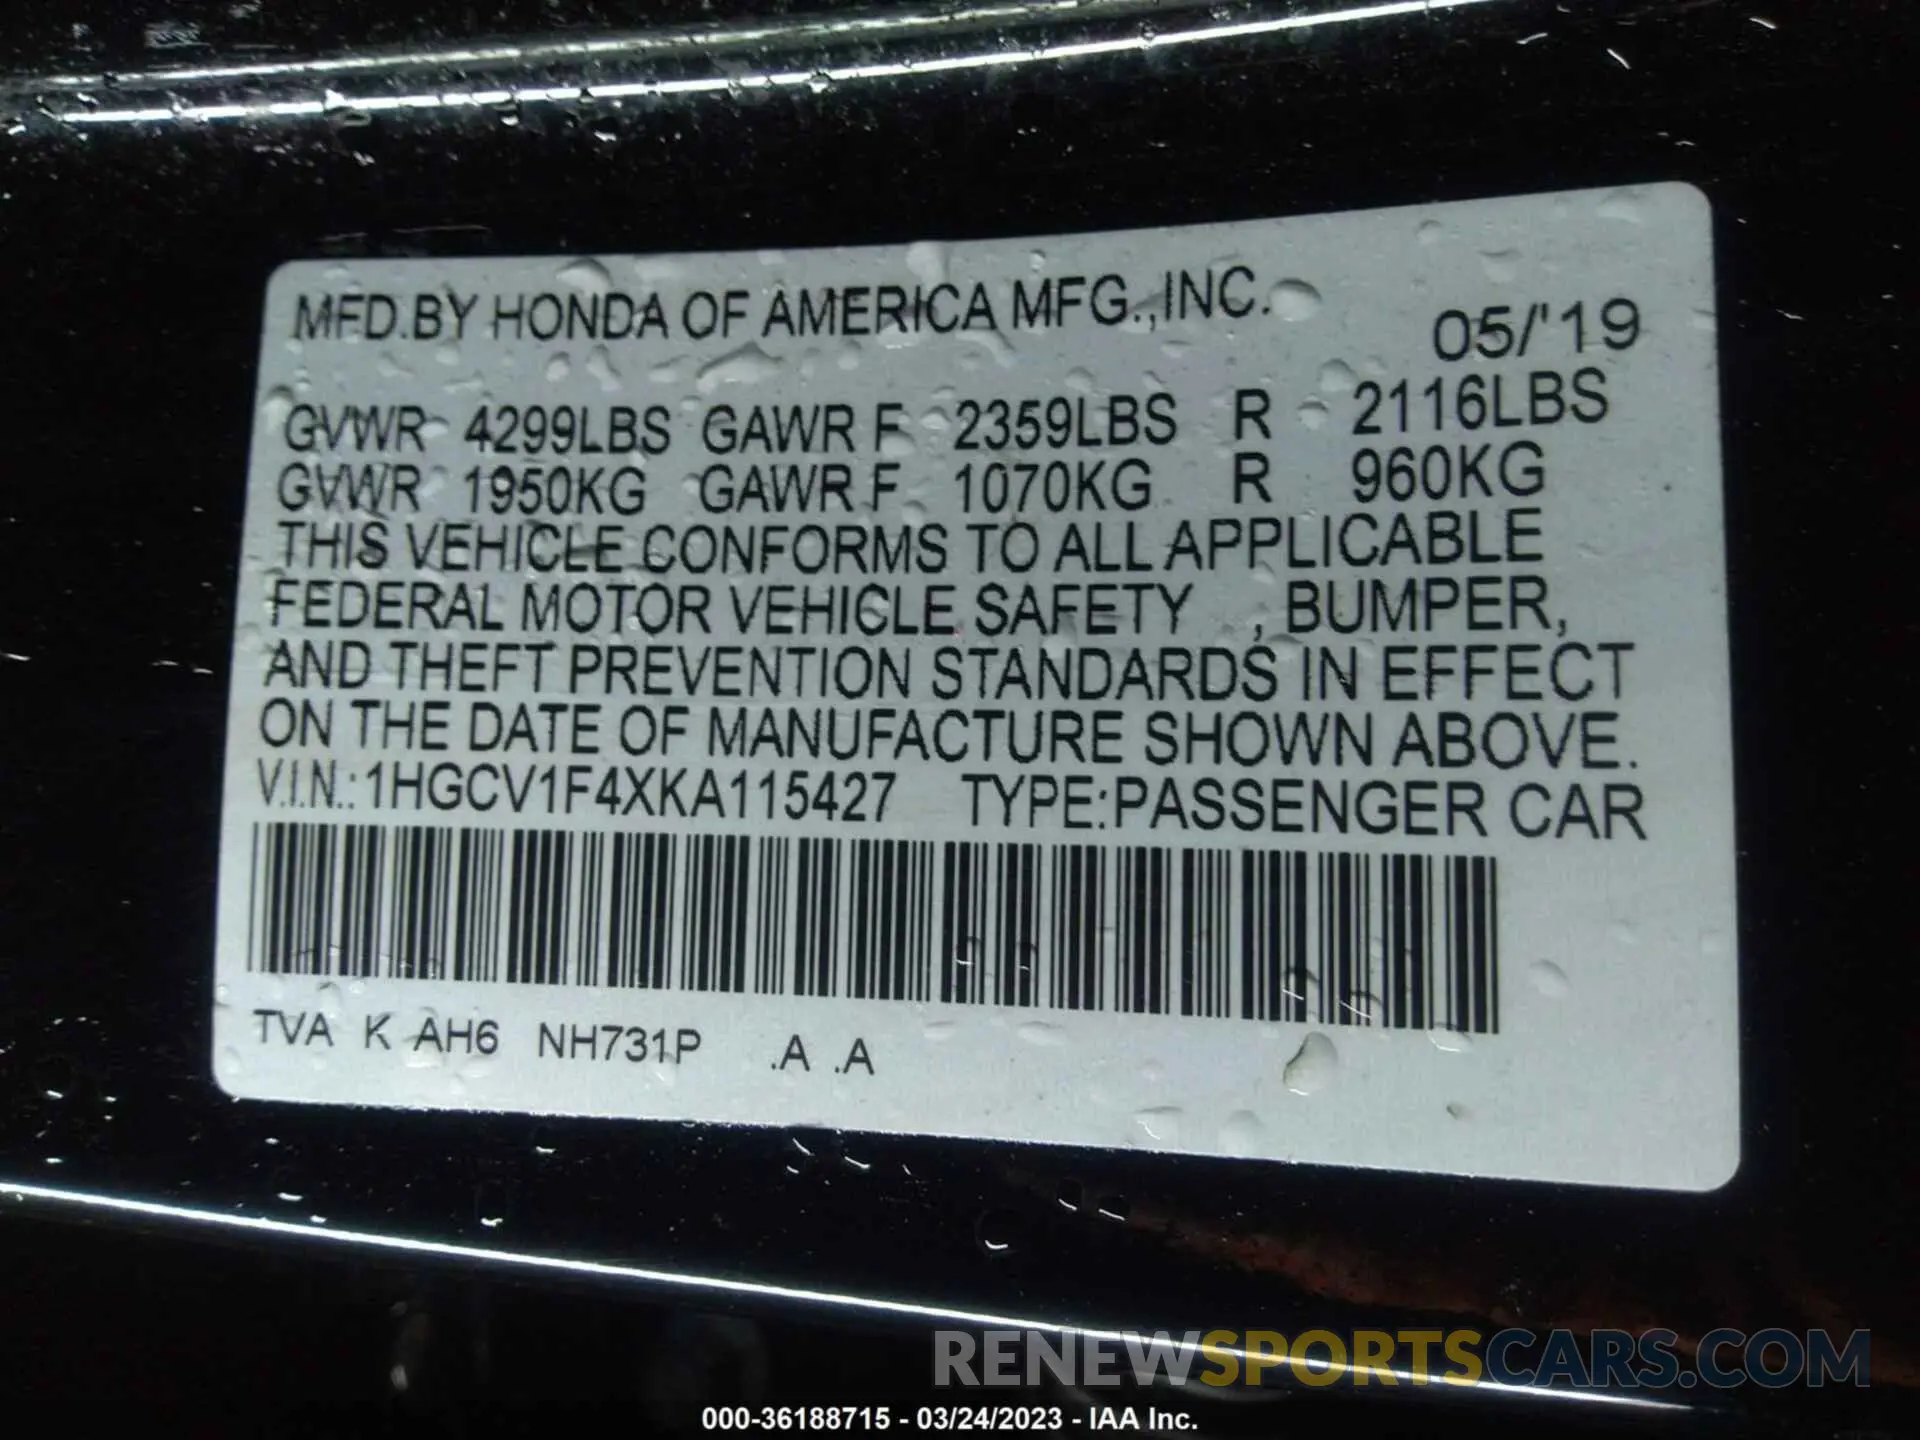 MFD.BY HONDA OF AMERICA MFG.,INC.
05/'19
GVWR 4299LBS GAWR F 2359LBS R 2116LBS
GVWR 1950KG GAWR F 1070KG R 960KG
THIS VEHICLE CONFORMS TO ALL APPLICABLE
FEDERAL MOTOR VEHICLE SAFETY , BUMPER,
AND THEFT PREVENTION STANDARDS IN EFFECT
ON THE DATE OF MANUFACTURE SHOWN ABOVE.
V.I.N.:1HGCV1F4XKA115427 TYPE:PASSENGER CAR
TVA K AH6 NH731P .A .A
RENEWSPORTSCARS.COM
000-36188715 - 03/24/2023 - IAA Inc.